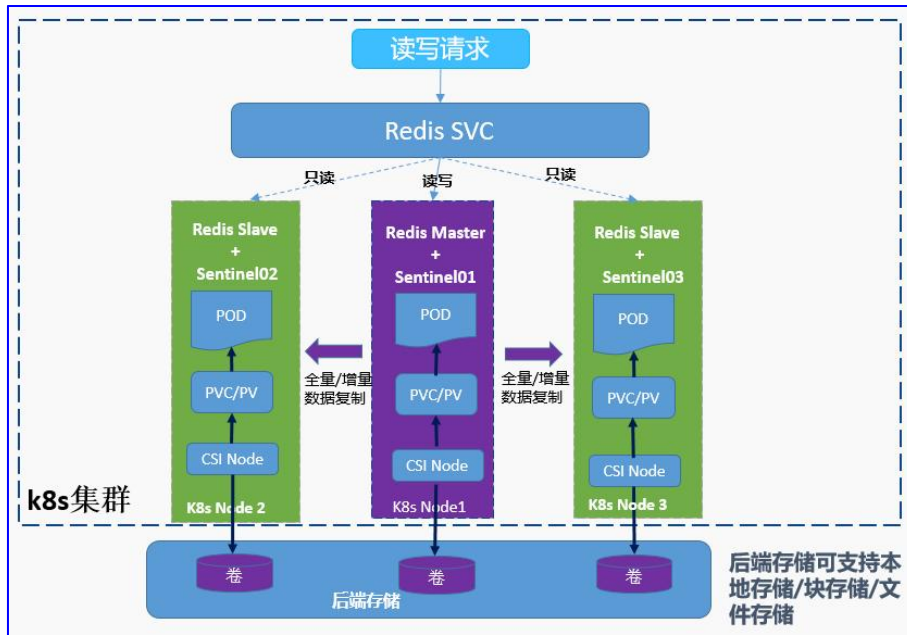 读写请求
Redis SVC
只读
读写
只读
Redis Slave
+
Sentinel02
POD
PVC/PV
CSI Node
K8s Node 2
全量/增量
数据复制
Redis Master
+
Sentinel01
POD
PVC/PV
CSI Node
K8s Node1
全量/增量
数据复制
Redis Slave
+
Sentinel03
POD
PVC/PV
CSI Node
K8s Node 3
k8s集群
卷
卷
卷
后端存储
后端存储可支持本
地存储/块存储/文
件存储